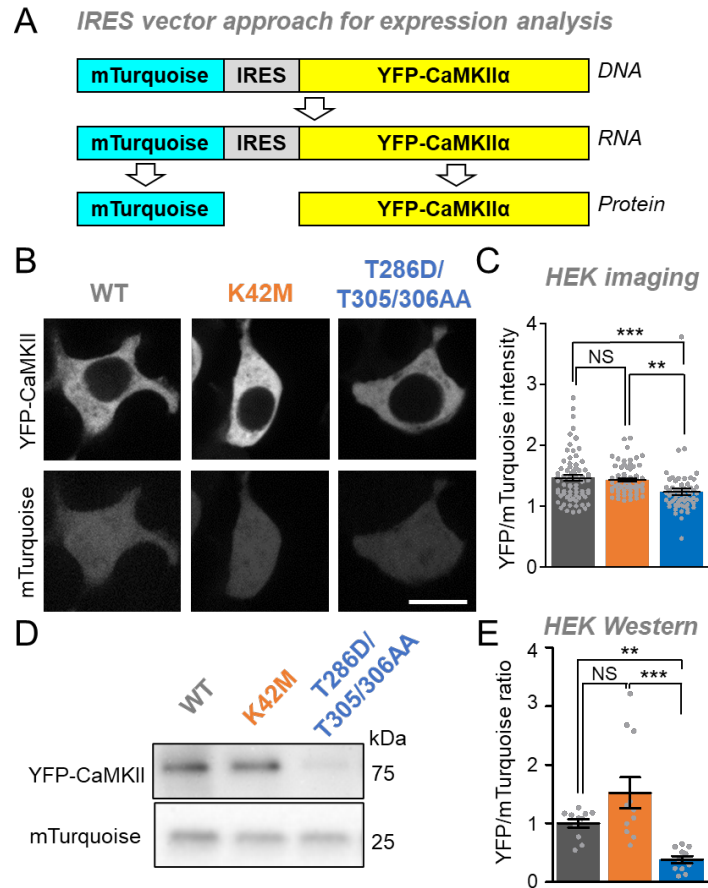 A IRES vector approach for expression analysis
mTurquoise IRES YFP-CaMKIIα DNA
mTurquoise IRES YFP-CaMKIIα RNA
mTurquoise YFP-CaMKIIα Protein
B
WT K42M T286D/
T305/306AA
YFP-CaMKII
mTurquoise
C HEK imaging
4
3
2
1
0
YFP/mTurquoise intensity
***
NS **
D
WT
K42M
T286D/
T305/306AA
kDa
YFP-CaMKII 75
mTurquoise 25
E HEK Western
4
3
2
1
0
YFP/mTurquoise ratio
**
NS ***